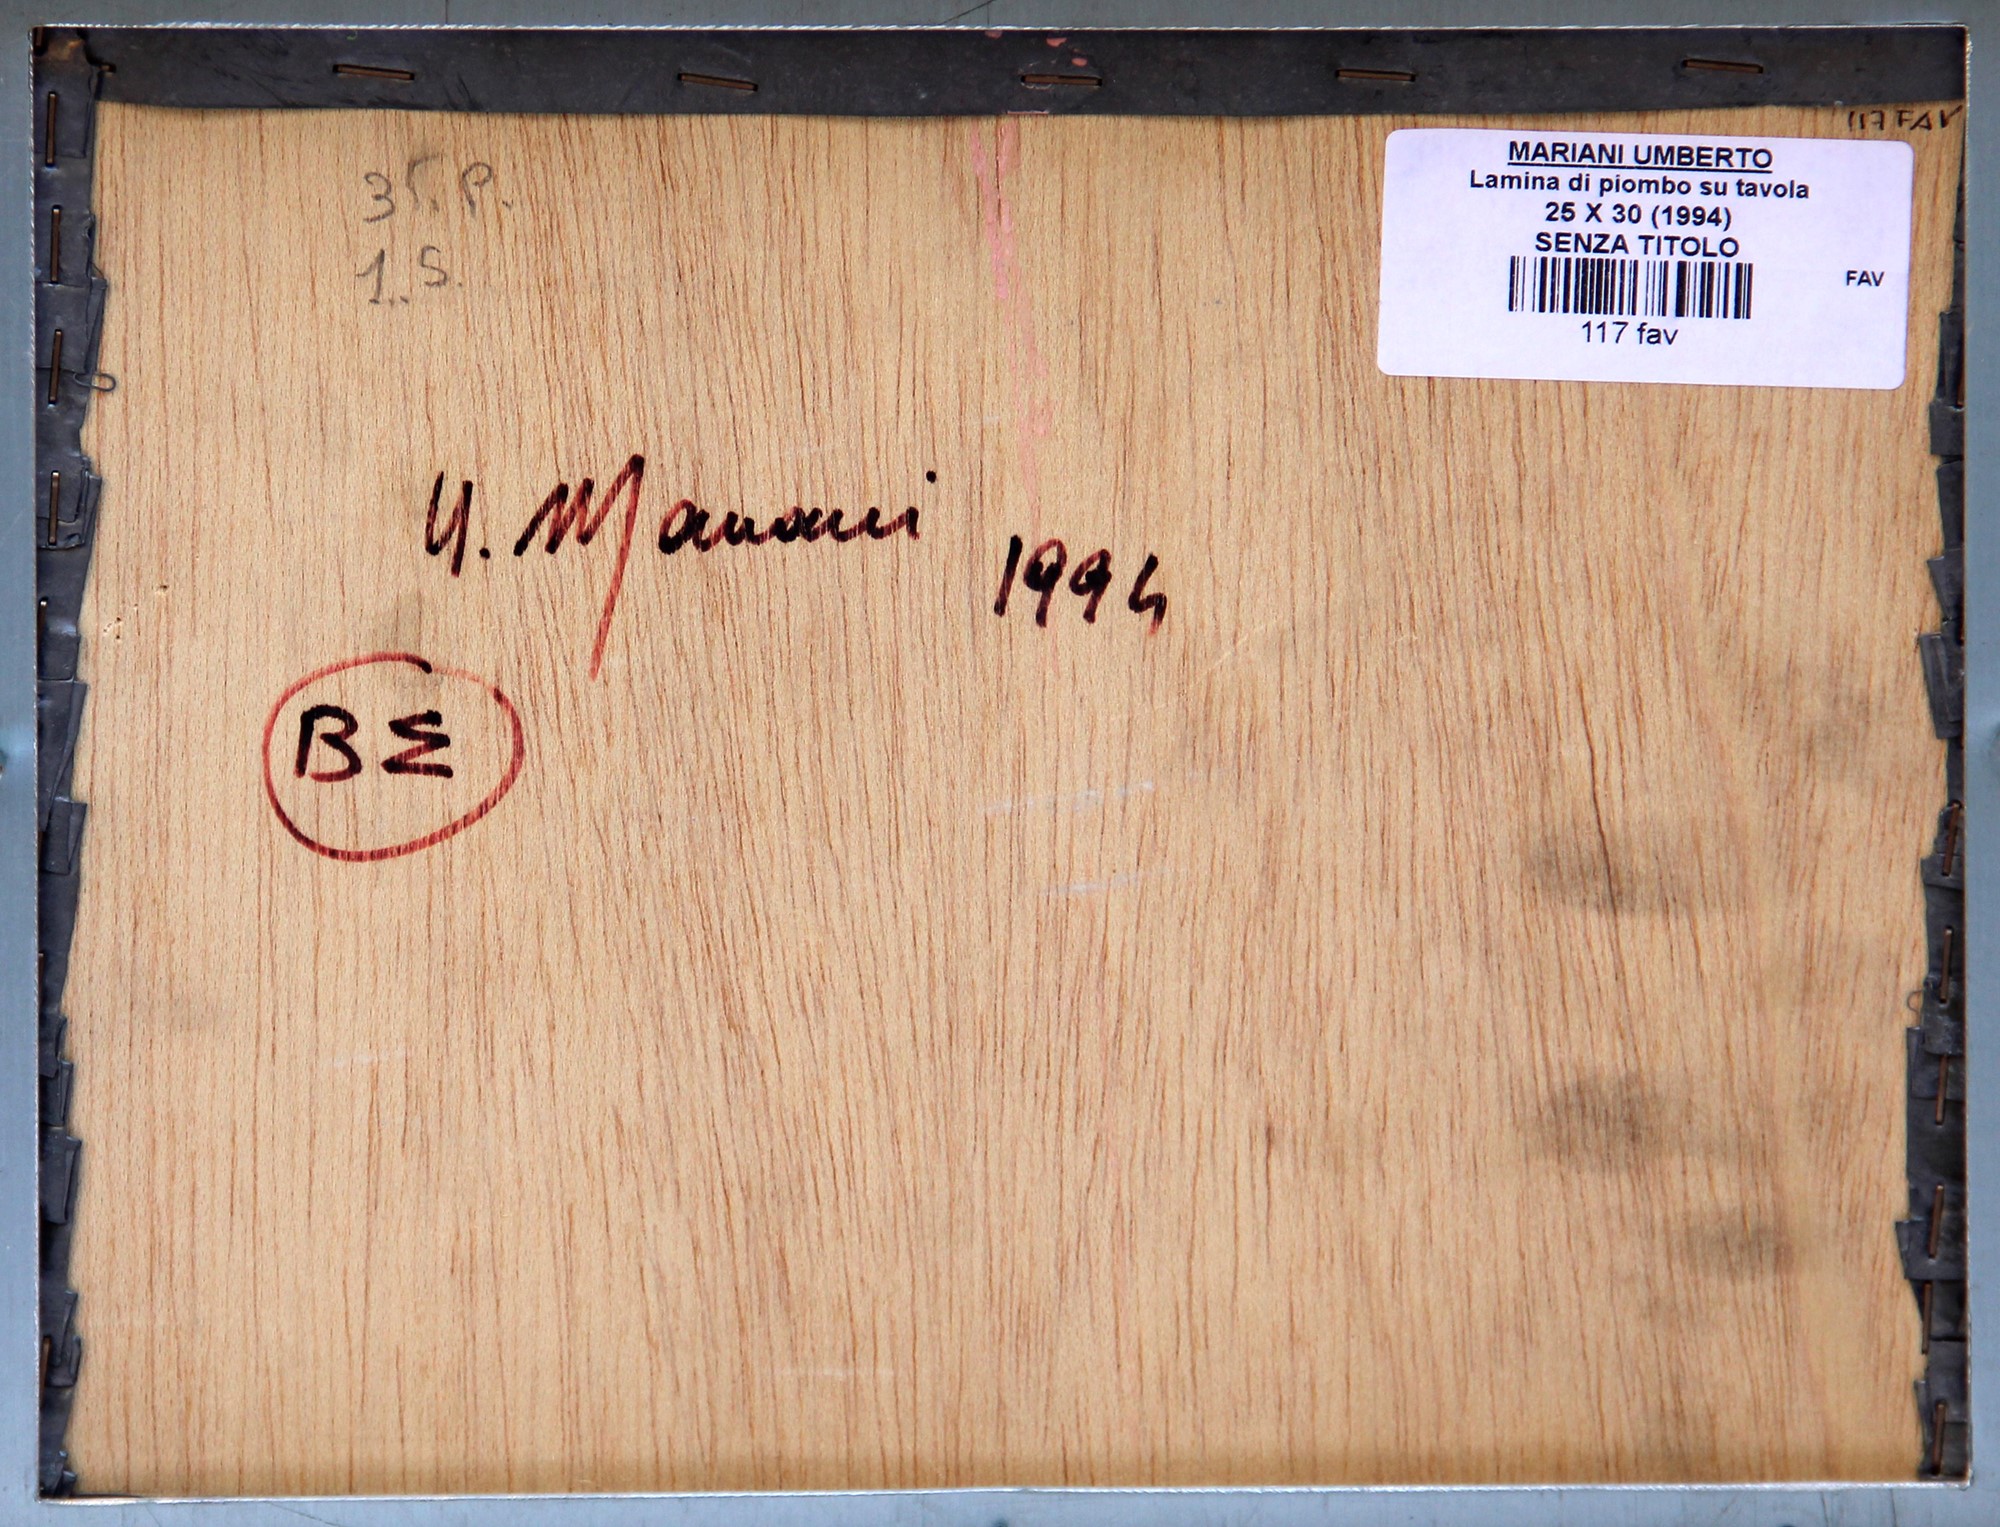 117 FAV
MARIANI UMBERTO
Lamina di piombo su tavola
25 X 30 (1994)
SENZA TITOLO
FAV
117 fav
35.P.
1.S.
U. Mariani 1994
BΣ